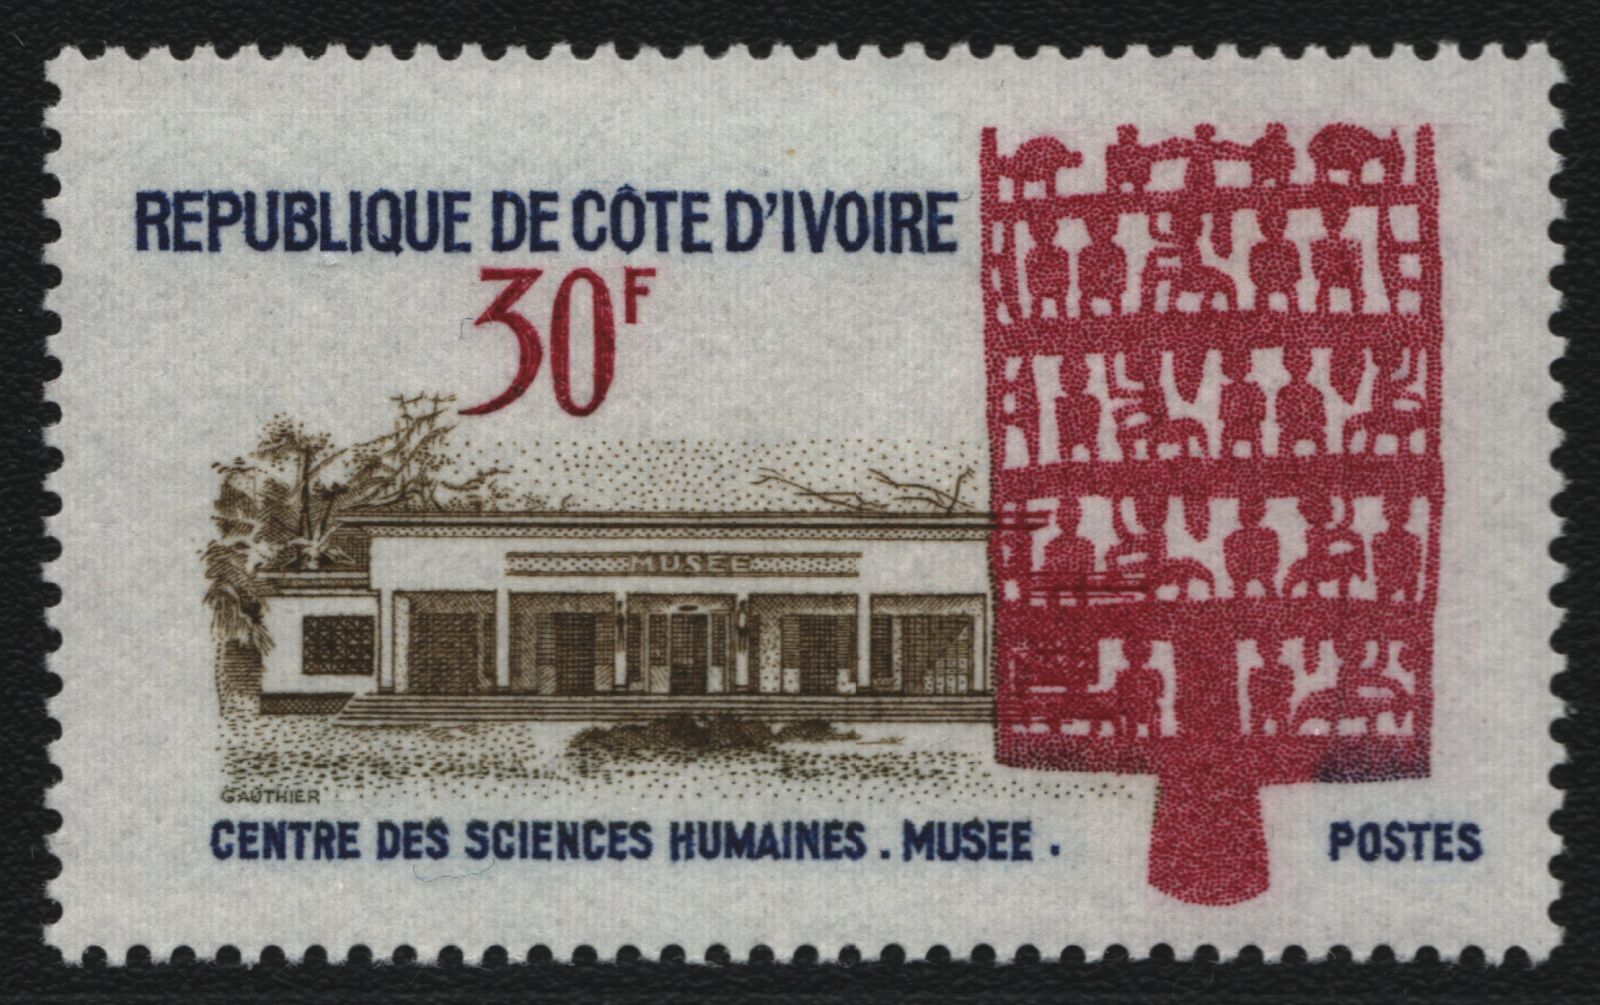 REPUBLIQUE DE CÔTE D'IVOIRE
30F
MUSEE
GAUTHIER
CENTRE DES SCIENCES HUMAINES . MUSEE .
POSTES